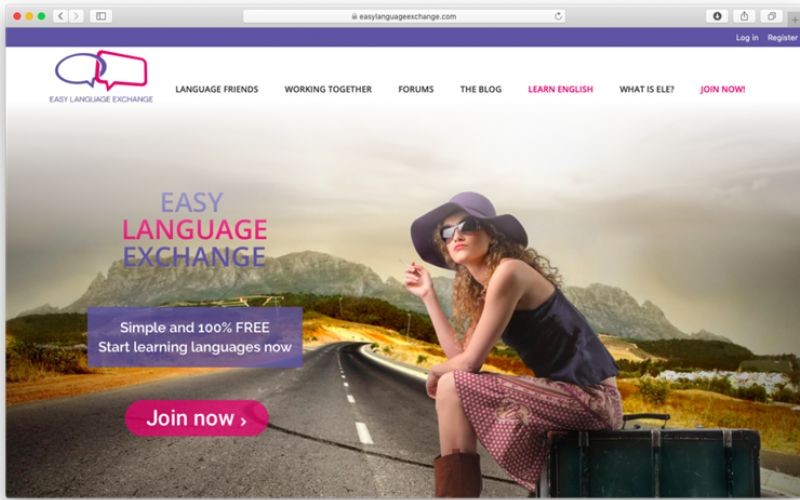 easylanguageexchange.com
Log in Register
EASY LANGUAGE EXCHANGE
LANGUAGE FRIENDS WORKING TOGETHER FORUMS THE BLOG LEARN ENGLISH WHAT IS ELE? JOIN NOW!
EASY
LANGUAGE
EXCHANGE
Simple and 100% FREE
Start learning languages now
Join now ›